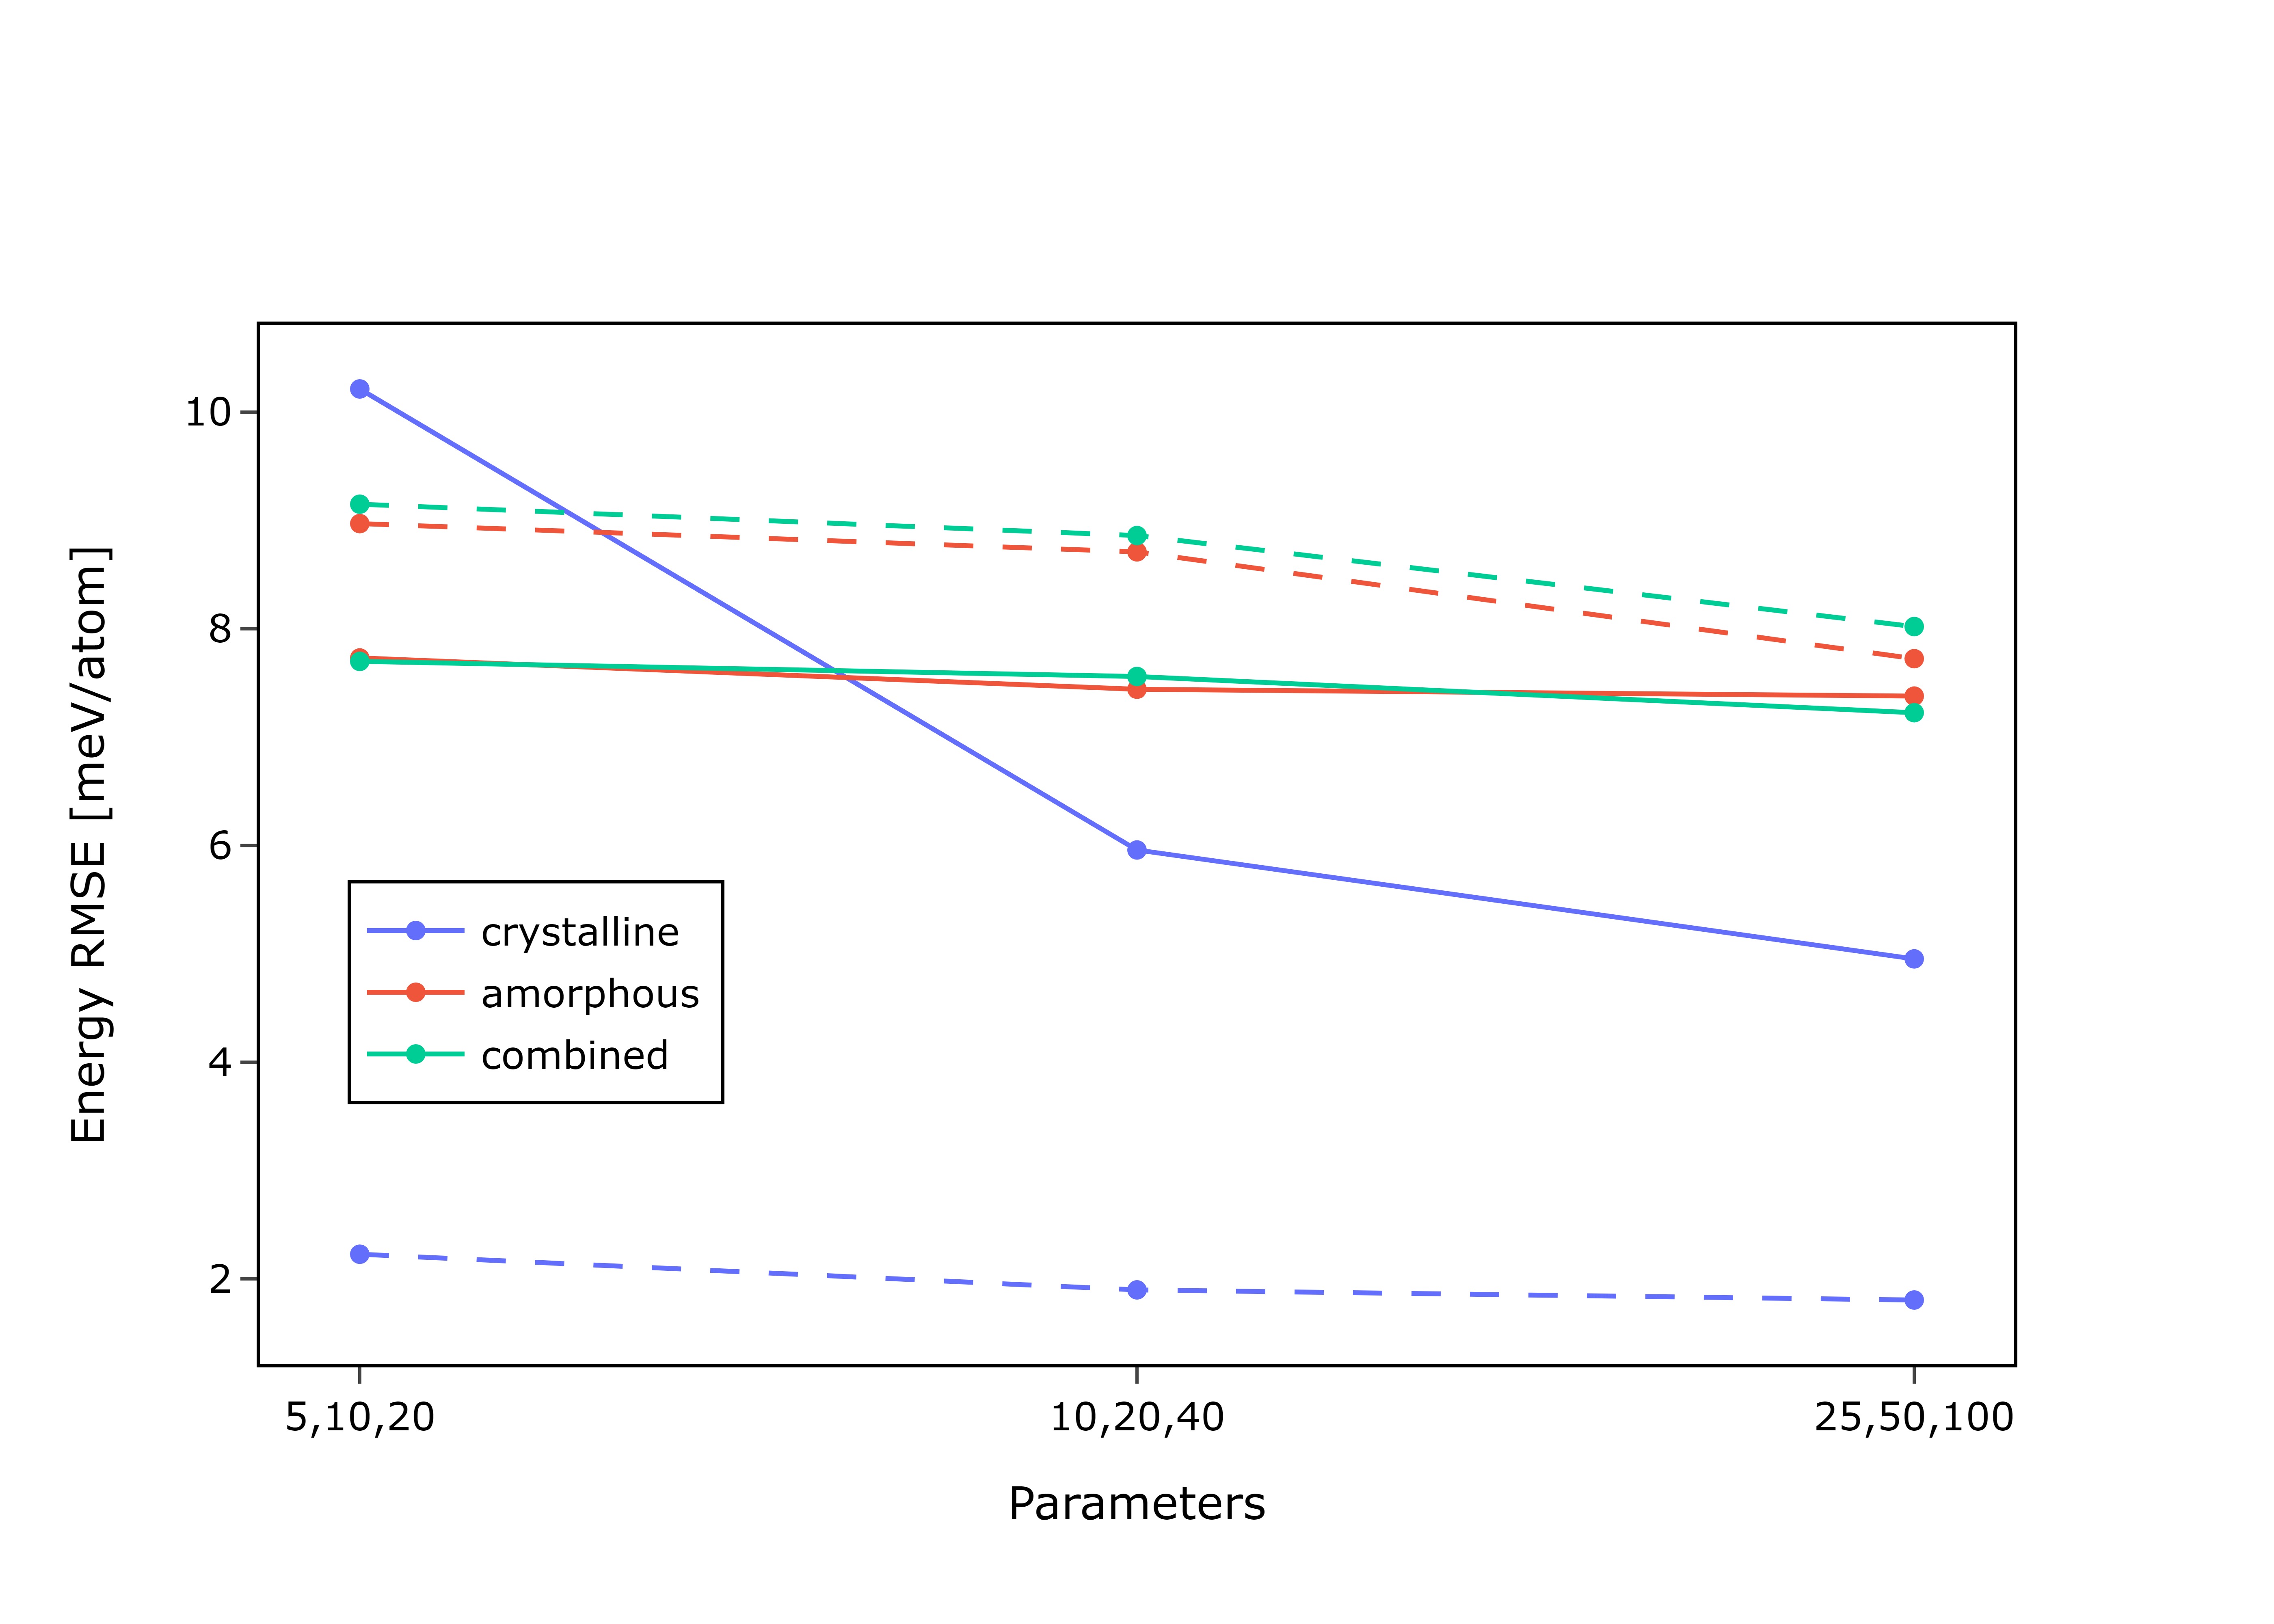 Energy RMSE [meV/atom]
10
8
6
4
2
crystalline
amorphous
combined
5,10,20
10,20,40
25,50,100
Parameters